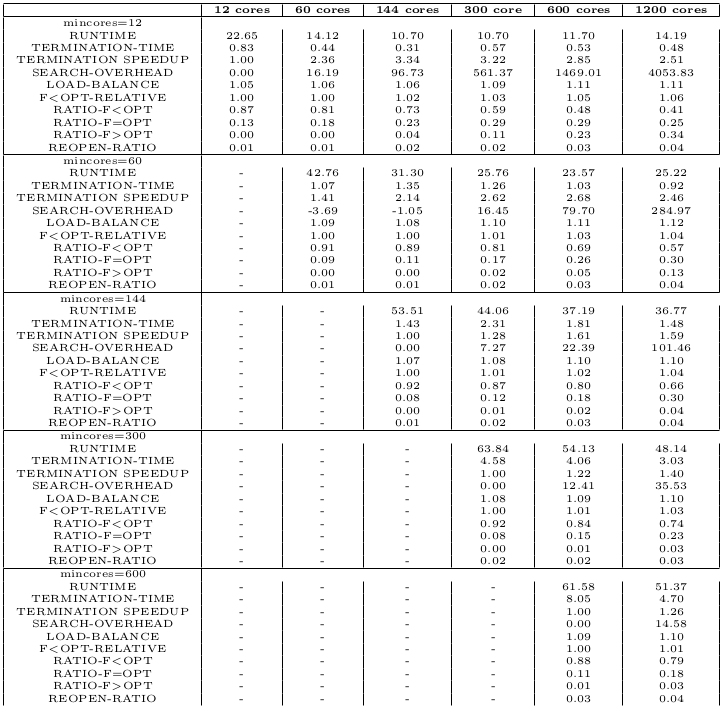 12 cores 60 cores 144 cores 300 core 600 cores 1200 cores
mincores=12
RUNTIME 22.65 14.12 10.70 10.70 11.70 14.19
TERMINATION-TIME 0.83 0.44 0.31 0.57 0.53 0.48
TERMINATION SPEEDUP 1.00 2.36 3.34 3.22 2.85 2.51
SEARCH-OVERHEAD 0.00 16.19 96.73 561.37 1469.01 4053.83
LOAD-BALANCE 1.05 1.06 1.06 1.09 1.11 1.11
F<OPT-RELATIVE 1.00 1.00 1.02 1.03 1.05 1.06
RATIO-F<OPT 0.87 0.81 0.73 0.59 0.48 0.41
RATIO-F=OPT 0.13 0.18 0.23 0.29 0.29 0.25
RATIO-F>OPT 0.00 0.00 0.04 0.11 0.23 0.34
REOPEN-RATIO 0.01 0.01 0.02 0.02 0.03 0.04
mincores=60
RUNTIME - 42.76 31.30 25.76 23.57 25.22
TERMINATION-TIME - 1.07 1.35 1.26 1.03 0.92
TERMINATION SPEEDUP - 1.41 2.14 2.62 2.68 2.46
SEARCH-OVERHEAD - -3.69 -1.05 16.45 79.70 284.97
LOAD-BALANCE - 1.09 1.08 1.10 1.11 1.12
F<OPT-RELATIVE - 1.00 1.00 1.01 1.03 1.04
RATIO-F<OPT - 0.91 0.89 0.81 0.69 0.57
RATIO-F=OPT - 0.09 0.11 0.17 0.26 0.30
RATIO-F>OPT - 0.00 0.00 0.02 0.05 0.13
REOPEN-RATIO - 0.01 0.01 0.02 0.03 0.04
mincores=144
RUNTIME - - 53.51 44.06 37.19 36.77
TERMINATION-TIME - - 1.43 2.31 1.81 1.48
TERMINATION SPEEDUP - - 1.00 1.28 1.61 1.59
SEARCH-OVERHEAD - - 0.00 7.27 22.39 101.46
LOAD-BALANCE - - 1.07 1.08 1.10 1.10
F<OPT-RELATIVE - - 1.00 1.01 1.02 1.04
RATIO-F<OPT - - 0.92 0.87 0.80 0.66
RATIO-F=OPT - - 0.08 0.12 0.18 0.30
RATIO-F>OPT - - 0.00 0.01 0.02 0.04
REOPEN-RATIO - - 0.01 0.02 0.03 0.04
mincores=300
RUNTIME - - - 63.84 54.13 48.14
TERMINATION-TIME - - - 4.58 4.06 3.03
TERMINATION SPEEDUP - - - 1.00 1.22 1.40
SEARCH-OVERHEAD - - - 0.00 12.41 35.53
LOAD-BALANCE - - - 1.08 1.09 1.10
F<OPT-RELATIVE - - - 1.00 1.01 1.03
RATIO-F<OPT - - - 0.92 0.84 0.74
RATIO-F=OPT - - - 0.08 0.15 0.23
RATIO-F>OPT - - - 0.00 0.01 0.03
REOPEN-RATIO - - - 0.02 0.02 0.03
mincores=600
RUNTIME - - - - 61.58 51.37
TERMINATION-TIME - - - - 8.05 4.70
TERMINATION SPEEDUP - - - - 1.00 1.26
SEARCH-OVERHEAD - - - - 0.00 14.58
LOAD-BALANCE - - - - 1.09 1.10
F<OPT-RELATIVE - - - - 1.00 1.01
RATIO-F<OPT - - - - 0.88 0.79
RATIO-F=OPT - - - - 0.11 0.18
RATIO-F>OPT - - - - 0.01 0.03
REOPEN-RATIO - - - - 0.03 0.04